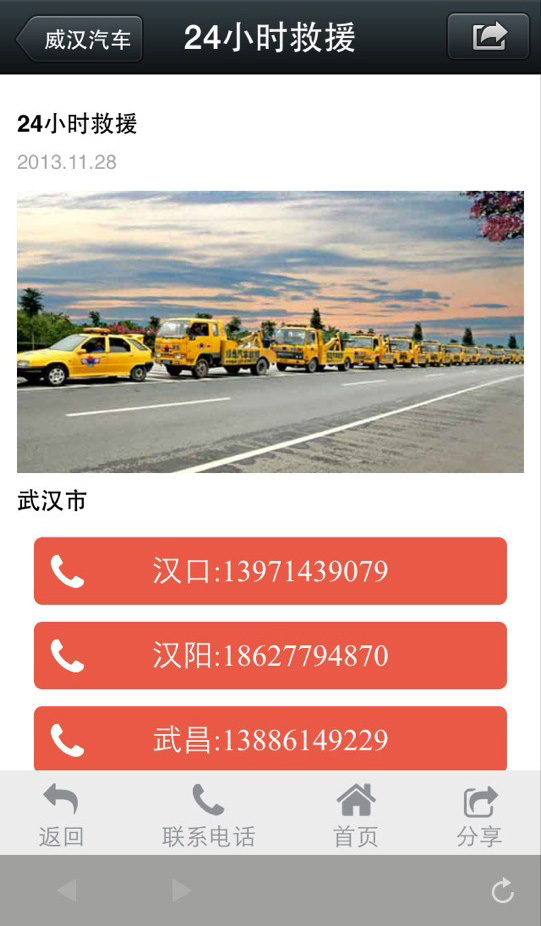 威汉汽车
24小时救援
24小时救援
2013.11.28
武汉市
汉口:13971439079
汉阳:18627794870
武昌:13886149229
返回
联系电话
首页
分享